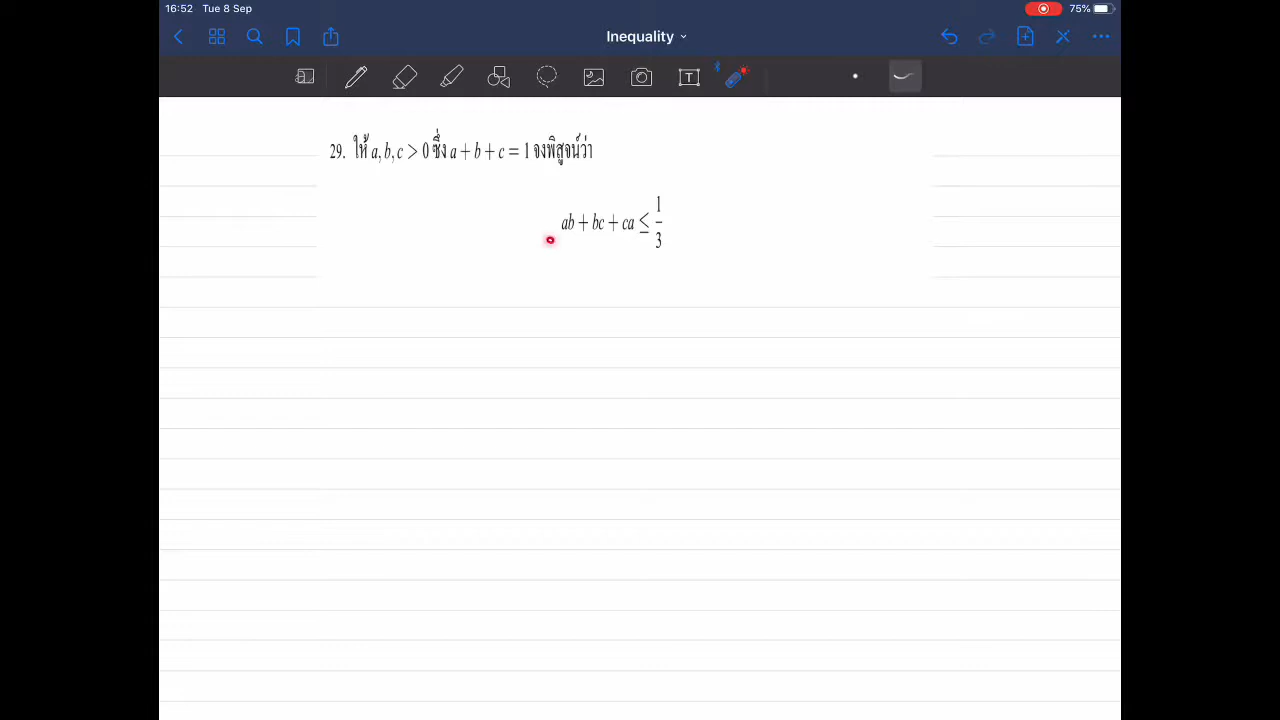 16:52 Tue 8 Sep 75%
Inequality
T
29. ให้ a, b, c > 0 ซึ่ง a + b + c = 1 จงพิสูจน์ว่า
ab + bc + ca ≤ 1/3